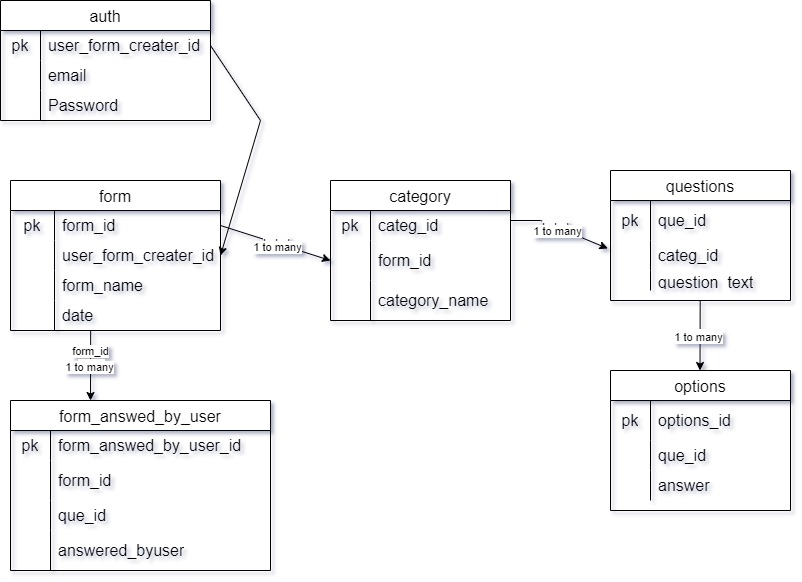 auth
pk user_form_creater_id
email
Password
form
pk form_id
user_form_creater_id
form_name
date
1 to many
category
pk categ_id
form_id
category_name
1 to many
questions
pk que_id
categ_id
question_text
form_id
1 to many
1 to many
form_answed_by_user
pk form_answed_by_user_id
form_id
que_id
answered_byuser
options
pk options_id
que_id
answer